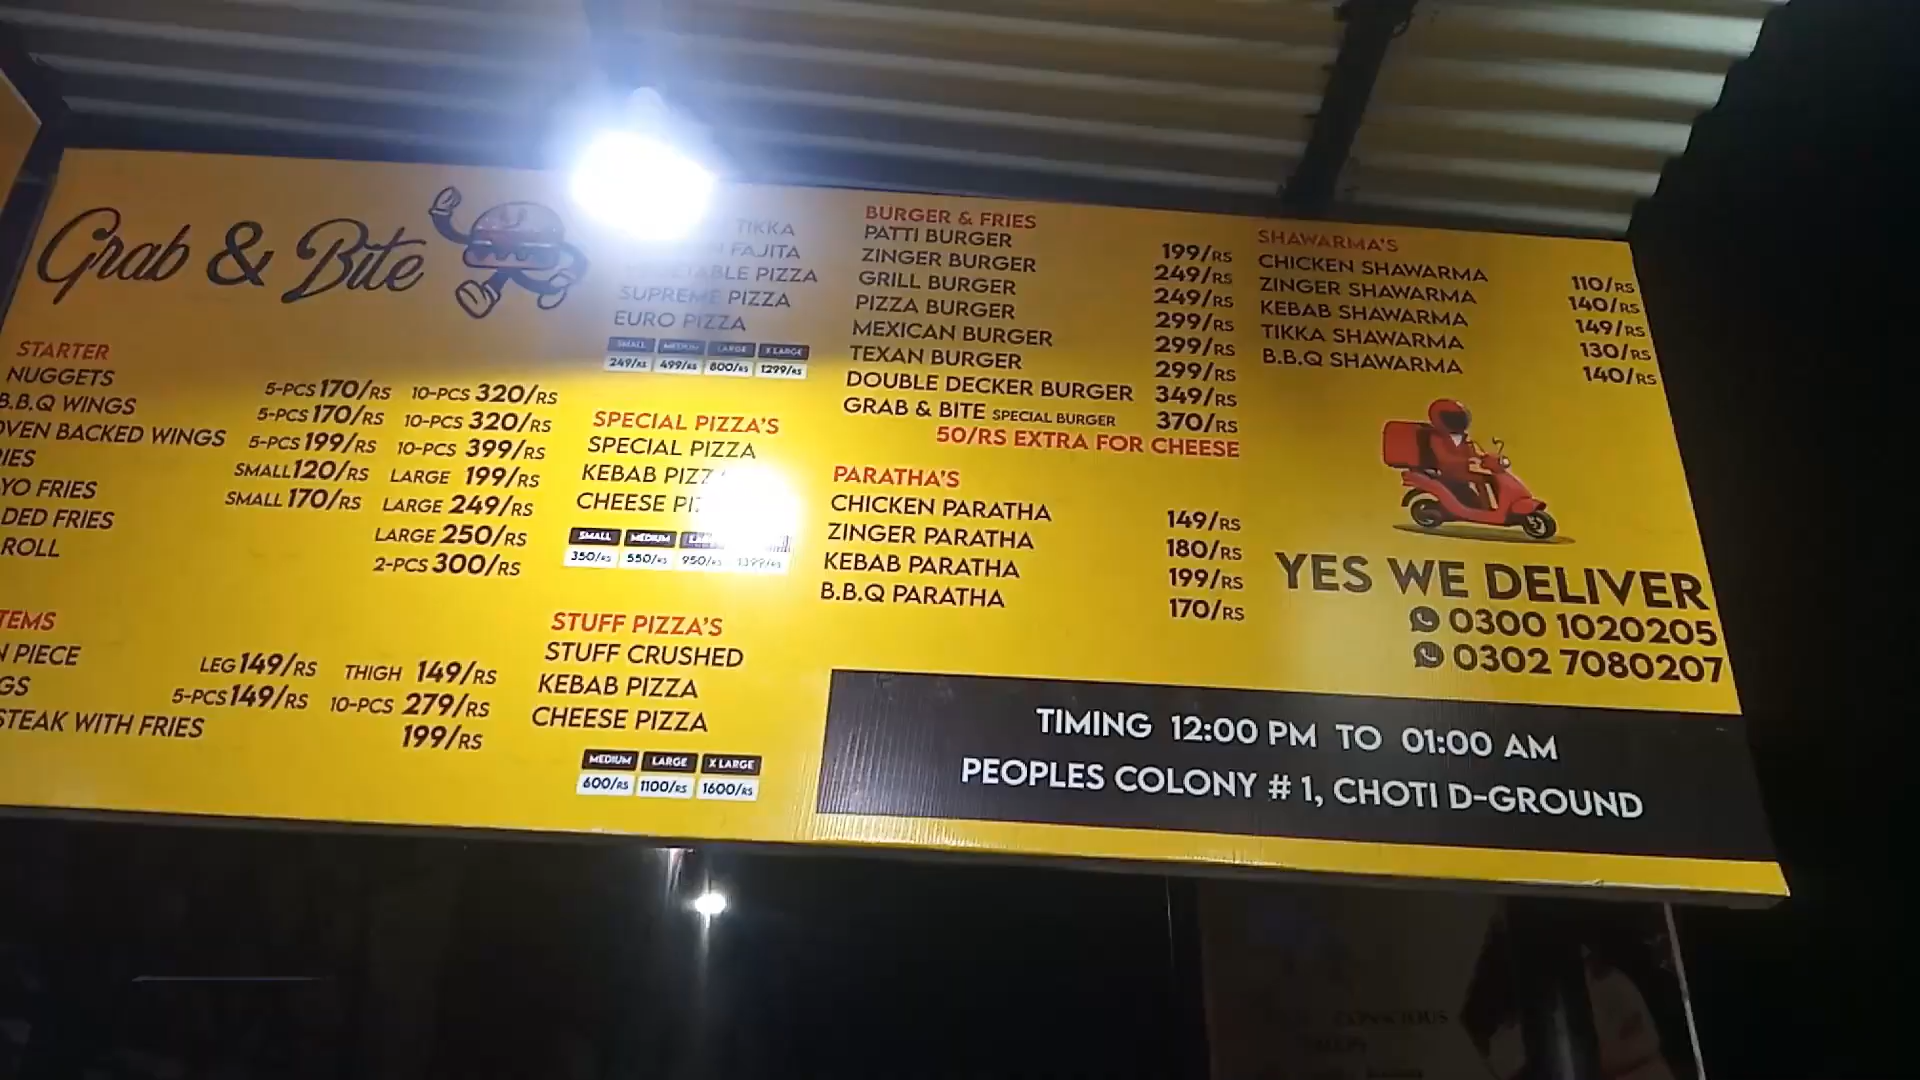 Grab & Bite
STARTER
NUGGETS 5-PCS 170/RS 10-PCS 320/RS
B.B.Q WINGS 5-PCS 170/RS 10-PCS 320/RS
OVEN BACKED WINGS 5-PCS 199/RS 10-PCS 399/RS
SMALL 120/RS LARGE 199/RS
FRIES SMALL 170/RS LARGE 249/RS
FRIES LARGE 250/RS
ROLL 2-PCS 300/RS
PIECE LEG 149/RS THIGH 149/RS
5-PCS 149/RS 10-PCS 279/RS
WITH FRIES 199/RS
TIKKA
FAJITA
PIZZA
SUPREME PIZZA
EURO PIZZA
SMALL MEDIUM LARGE X LARGE
249/RS 499/RS 800/RS 1299/RS
SPECIAL PIZZA'S
SPECIAL PIZZA
KEBAB
CHEESE
SMALL MEDIUM
350/RS 550/RS 950/RS
STUFF PIZZA'S
STUFF CRUSHED
KEBAB PIZZA
CHEESE PIZZA
MEDIUM LARGE X LARGE
600/RS 1100/RS 1600/RS
BURGER & FRIES
PATTI BURGER 199/RS
ZINGER BURGER 249/RS
GRILL BURGER 249/RS
PIZZA BURGER 299/RS
MEXICAN BURGER 299/RS
TEXAN BURGER 299/RS
DOUBLE DECKER BURGER 349/RS
GRAB & BITE SPECIAL BURGER 370/RS
50/RS EXTRA FOR CHEESE
PARATHA'S
CHICKEN PARATHA 149/RS
ZINGER PARATHA 180/RS
KEBAB PARATHA 199/RS
B.B.Q PARATHA 170/RS
SHAWARMA'S
CHICKEN SHAWARMA 110/RS
ZINGER SHAWARMA 140/RS
KEBAB SHAWARMA 149/RS
TIKKA SHAWARMA 130/RS
B.B.Q SHAWARMA 140/RS
YES WE DELIVER
0300 1020205
0302 7080207
TIMING 12:00 PM TO 01:00 AM
PEOPLES COLONY # 1, CHOTI D-GROUND